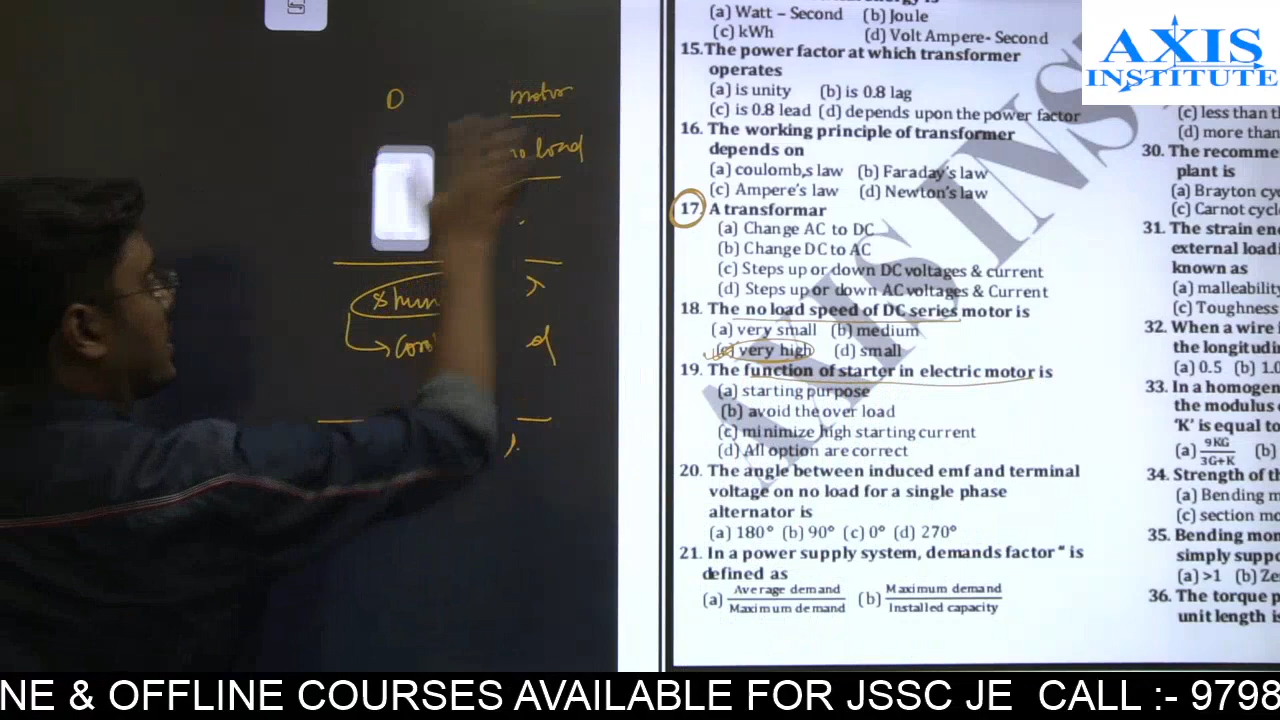 D
motor
no load
(a) Watt – Second (b) Joule
(c) kWh (d) Volt Ampere- Second
15.The power factor at which transformer
operates
(a) is unity (b) is 0.8 lag
(c) is 0.8 lead (d) depends upon the power factor
16. The working principle of transformer
depends on
(a) coulomb,s law (b) Faraday's law
(c) Ampere's law (d) Newton's law
17. A transformar
(a) Change AC to DC
(b) Change DC to AC
(c) Steps up or down DC voltages & current
(d) Steps up or down AC voltages & Current
18. The no load speed of DC series motor is
(a) very small (b) medium
(c) very high (d) small
19. The function of starter in electric motor is
(a) starting purpose
(b) avoid the over load
(c) minimize high starting current
(d) All option are correct
20. The angle between induced emf and terminal
voltage on no load for a single phase
alternator is
(a) 180° (b) 90° (c) 0° (d) 270°
21. In a power supply system, demands factor " is
defined as
(a) Average demand / Maximum demand (b) Maximum demand / Installed capacity
AXIS
INSTITUTE
AXIS INS
(c) less than
(d) more than
30. The recomme
plant is
(a) Brayton cy
(c) Carnot cycl
31. The strain en
external loadi
known as
(a) malleability
(c) Toughness
32. When a wire
the longitudin
(a) 0.5 (b) 1.0
33. In a homogen
the modulus
'K' is equal to
(a) 9KG / 3G+K (b)
34. Strength of th
(a) Bending m
(c) section mo
35. Bending mon
simply suppo
(a) >1 (b) Ze
36. The torque p
unit length is
NE & OFFLINE COURSES AVAILABLE FOR JSSC JE CALL :- 9798